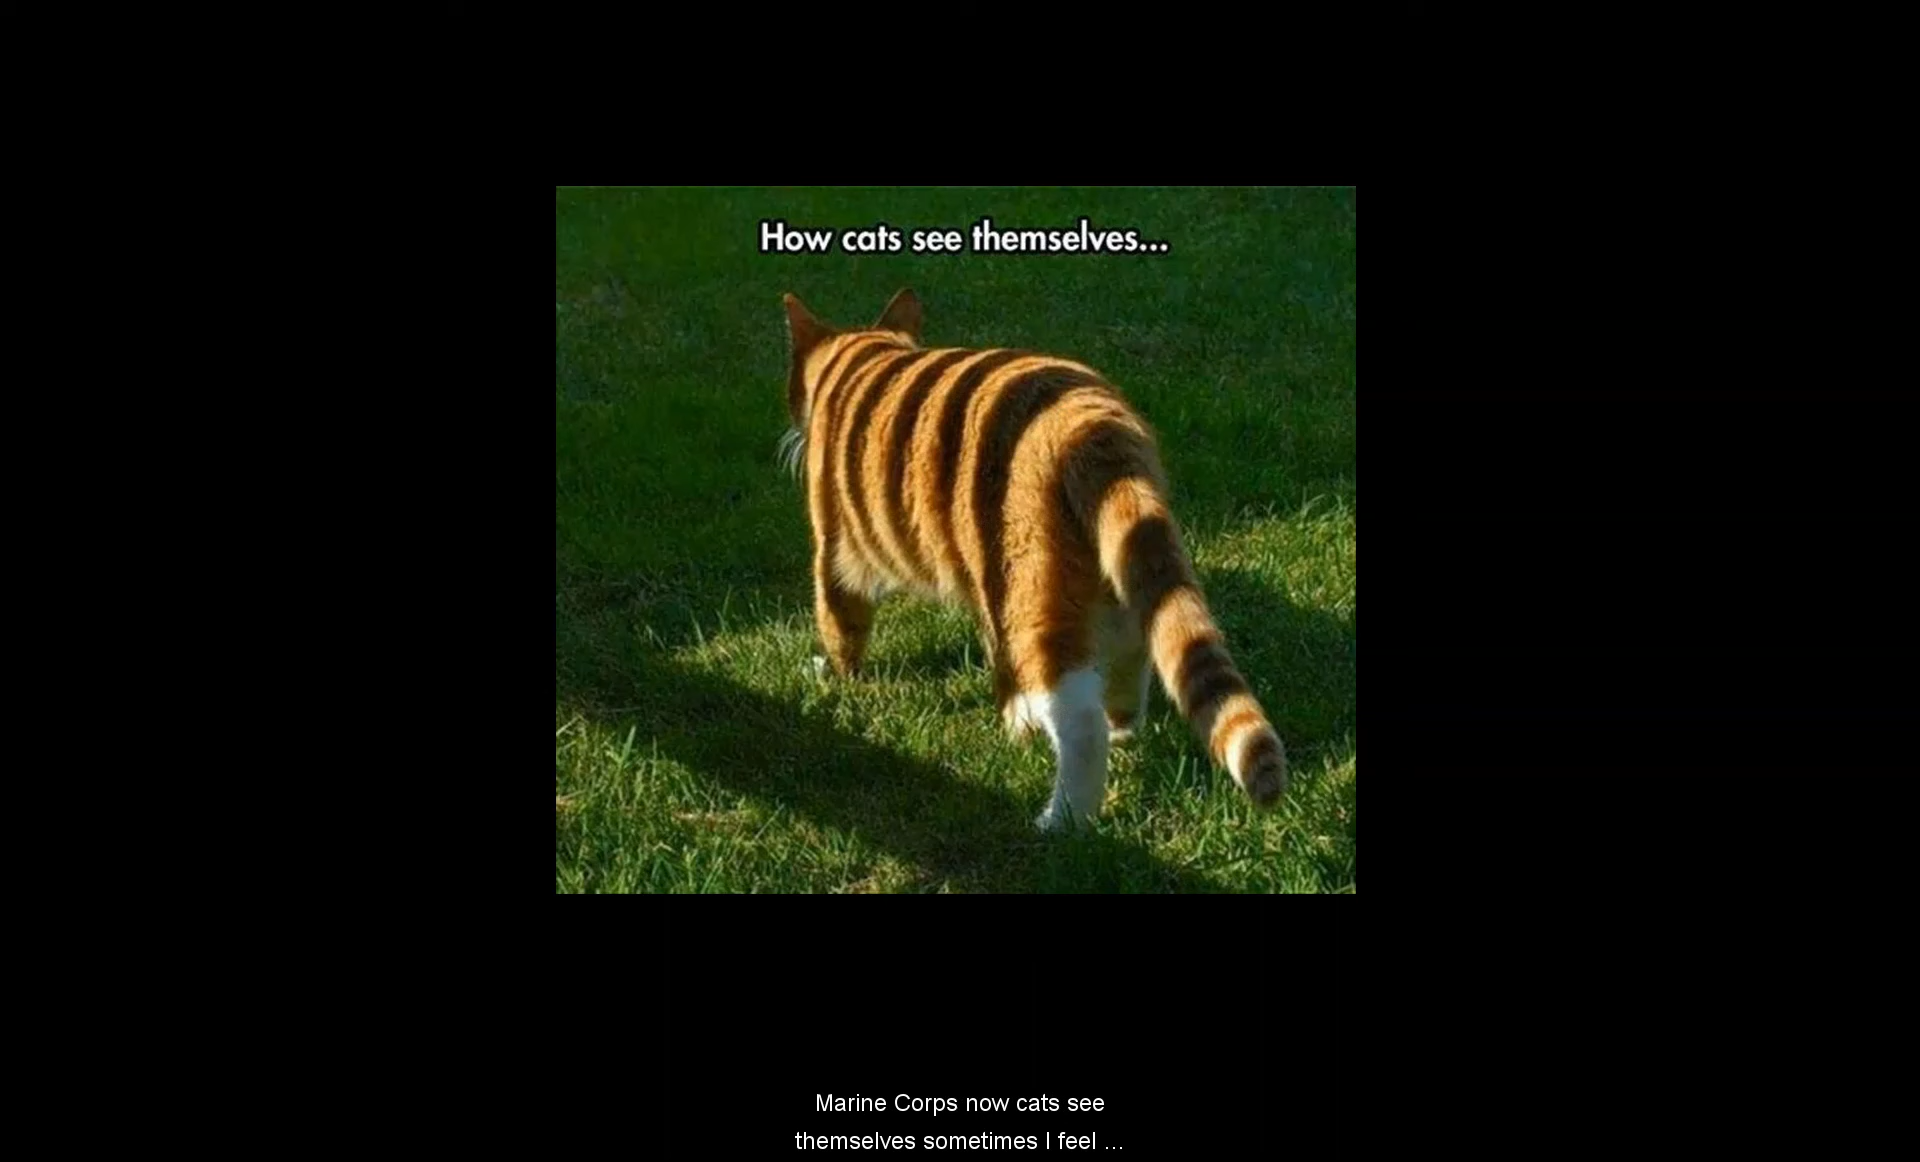 How cats see themselves...
Marine Corps now cats see
themselves sometimes I feel ...